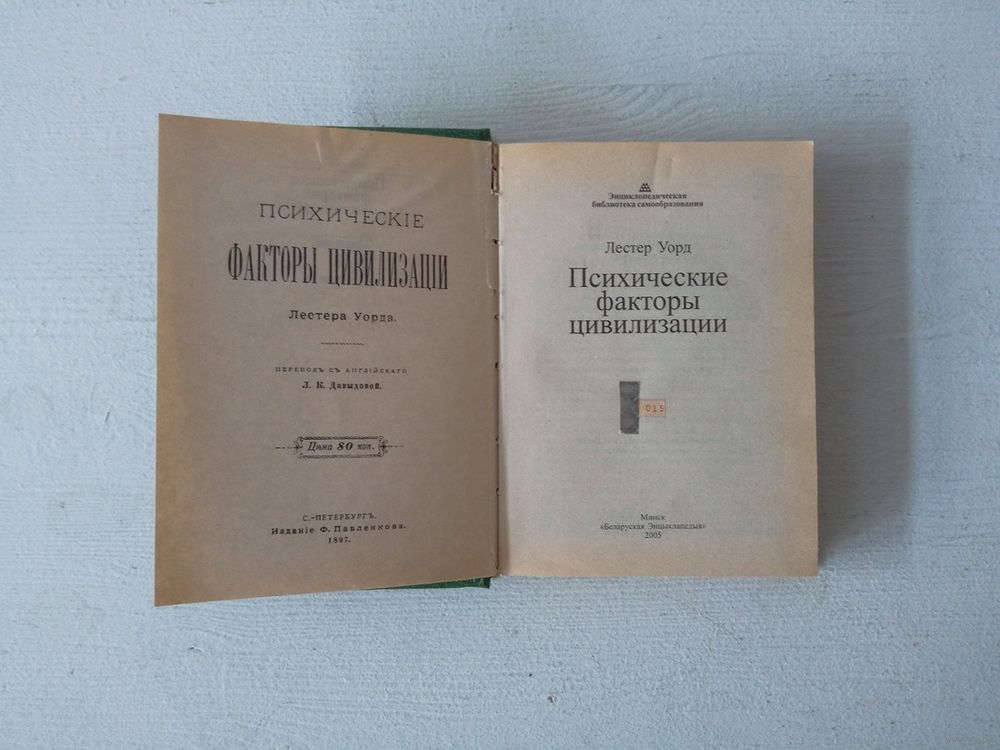 ПСИХИЧЕСКІЕ
ФАКТОРЫ ЦИВИЛИЗАЦІИ
Лестера Уорда.
ПЕРЕВОДЪ СЪ АНГЛІЙСКАГО
Л. К. Давыдовой.
Цѣна 80 коп.
С.-ПЕТЕРБУРГЪ.
Изданіе Ф. Павленкова.
1897.
Энциклопедическая
библиотека самообразования
Лестер Уорд
Психические
факторы
цивилизации
015
Минск
«Беларуская Энцыклапедыя»
2005